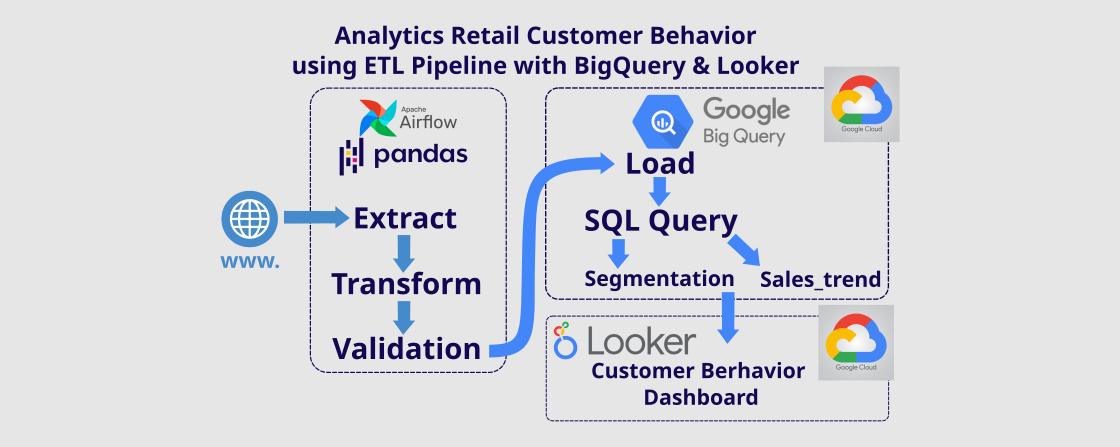 Analytics Retail Customer Behavior
using ETL Pipeline with BigQuery & Looker
Apache
Airflow
pandas
www.
Extract
Transform
Validation
Google
Big Query
Google Cloud
Load
SQL Query
Segmentation
Sales_trend
Looker
Google Cloud
Customer Berhavior
Dashboard